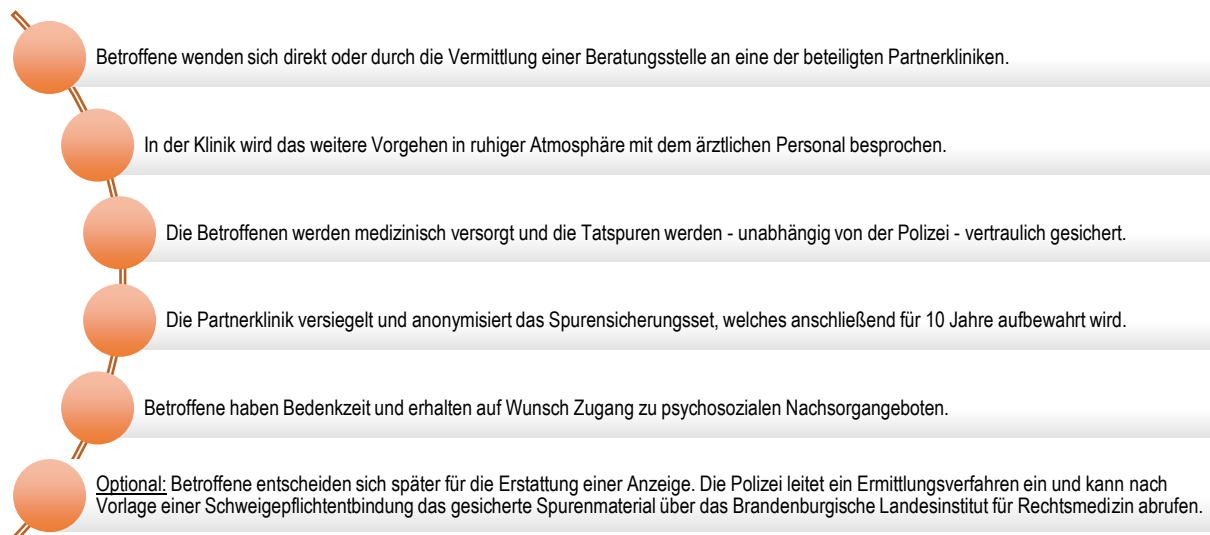 Betroffene wenden sich direkt oder durch die Vermittlung einer Beratungsstelle an eine der beteiligten Partnerkliniken.
In der Klinik wird das weitere Vorgehen in ruhiger Atmosphäre mit dem ärztlichen Personal besprochen.
Die Betroffenen werden medizinisch versorgt und die Tatspuren werden - unabhängig von der Polizei - vertraulich gesichert.
Die Partnerklinik versiegelt und anonymisiert das Spurensicherungsset, welches anschließend für 10 Jahre aufbewahrt wird.
Betroffene haben Bedenkzeit und erhalten auf Wunsch Zugang zu psychosozialen Nachsorgangeboten.
Optional: Betroffene entscheiden sich später für die Erstattung einer Anzeige. Die Polizei leitet ein Ermittlungsverfahren ein und kann nach
Vorlage einer Schweigepflichtentbindung das gesicherte Spurenmaterial über das Brandenburgische Landesinstitut für Rechtsmedizin abrufen.